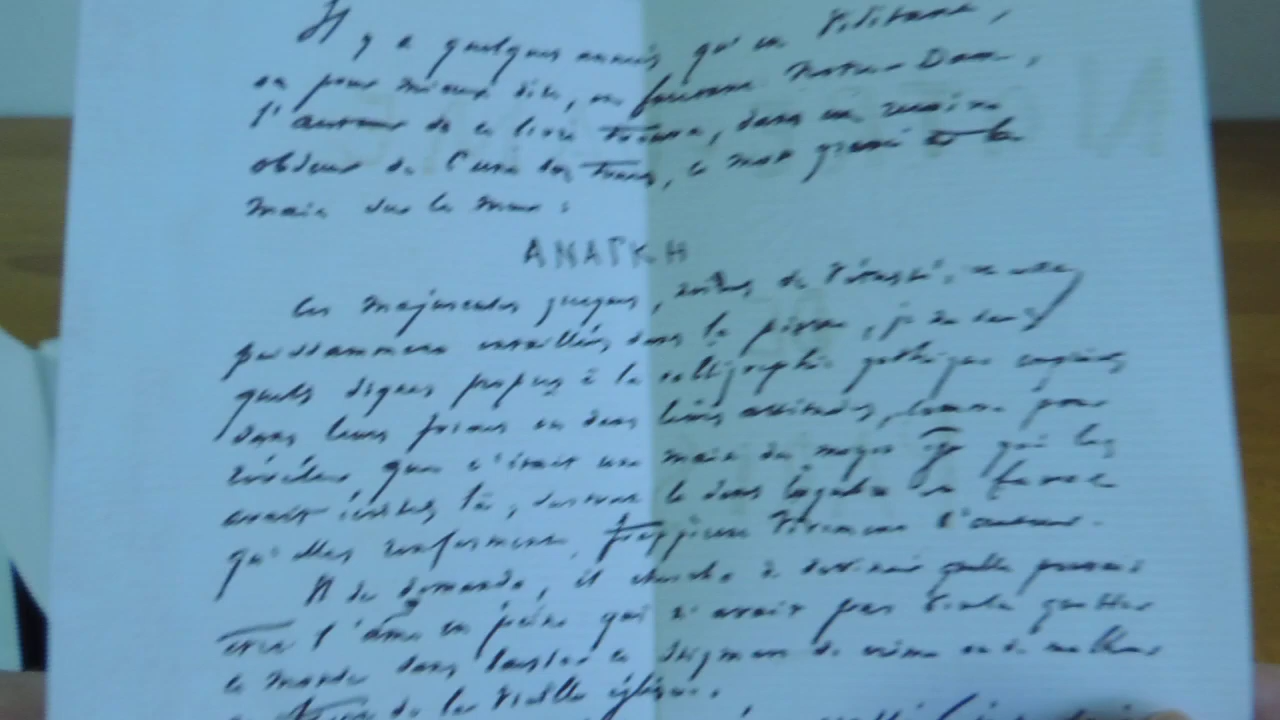 Il y a quelques années qu'en visitant,
ou pour mieux dire, en furetant Notre-Dame,
l'auteur de ce livre trouva, dans un recoin
obscur de l'une des tours, ce mot gravé à la
main sur le mur :
ΑΝΑΓΚΗ
Ces majuscules grecques, noires de vétusté, et assez
profondément entaillées dans la pierre, je ne sais
quels signes propres à la calligraphie gothique empreints
dans leurs formes et dans leurs attitudes, comme pour
révéler que c'était une main du moyen âge qui les
avait écrites là, surtout le sens lugubre et fatal
qu'elles renferment, frappèrent vivement l'auteur.
Il se demanda, il chercha à deviner quelle pouvait
être l'âme en peine qui n'avait pas voulu quitter
ce monde sans laisser ce stigmate de crime ou de malheur
au front de la vieille église.